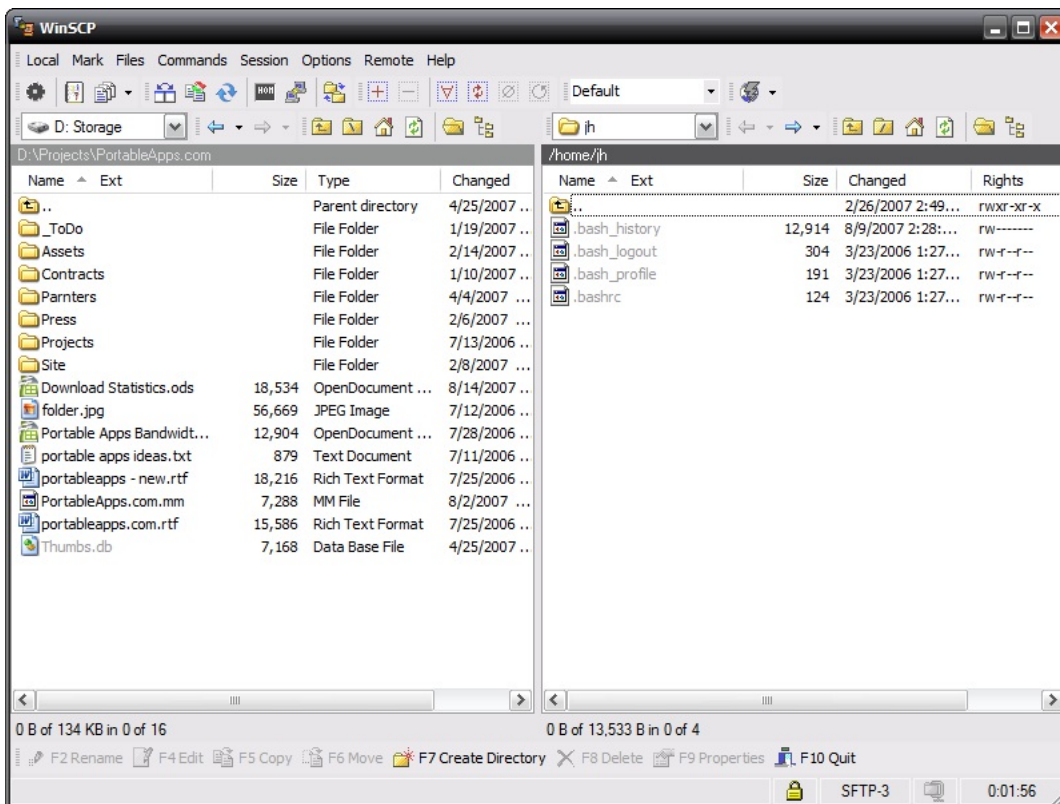 WinSCP
Local Mark Files Commands Session Options Remote Help
Default
D: Storage jh
D:\Projects\PortableApps.com /home/jh
Name Ext Size Type Changed Name Ext Size Changed Rights
.. Parent directory 4/25/2007 .. .. 2/26/2007 2:49... rwxr-xr-x
_ToDo File Folder 1/19/2007 .. .bash_history 12,914 8/9/2007 2:28:... rw-------
Assets File Folder 2/14/2007 .. .bash_logout 304 3/23/2006 1:27... rw-r--r--
Contracts File Folder 1/10/2007 .. .bash_profile 191 3/23/2006 1:27... rw-r--r--
Parnters File Folder 4/4/2007 ... .bashrc 124 3/23/2006 1:27... rw-r--r--
Press File Folder 2/6/2007 ...
Projects File Folder 7/13/2006 ..
Site File Folder 2/8/2007 ...
Download Statistics.ods 18,534 OpenDocument ... 8/14/2007 ..
folder.jpg 56,669 JPEG Image 7/12/2006 ..
Portable Apps Bandwidt... 12,904 OpenDocument ... 7/28/2006 ..
portable apps ideas.txt 879 Text Document 7/11/2006 ..
portableapps - new.rtf 18,216 Rich Text Format 7/25/2006 ..
PortableApps.com.mm 7,288 MM File 8/2/2007 ...
portableapps.com.rtf 15,586 Rich Text Format 7/25/2006 ..
Thumbs.db 7,168 Data Base File 4/25/2007 ..
0 B of 134 KB in 0 of 16 0 B of 13,533 B in 0 of 4
F2 Rename F4 Edit F5 Copy F6 Move F7 Create Directory F8 Delete F9 Properties F10 Quit
SFTP-3 0:01:56